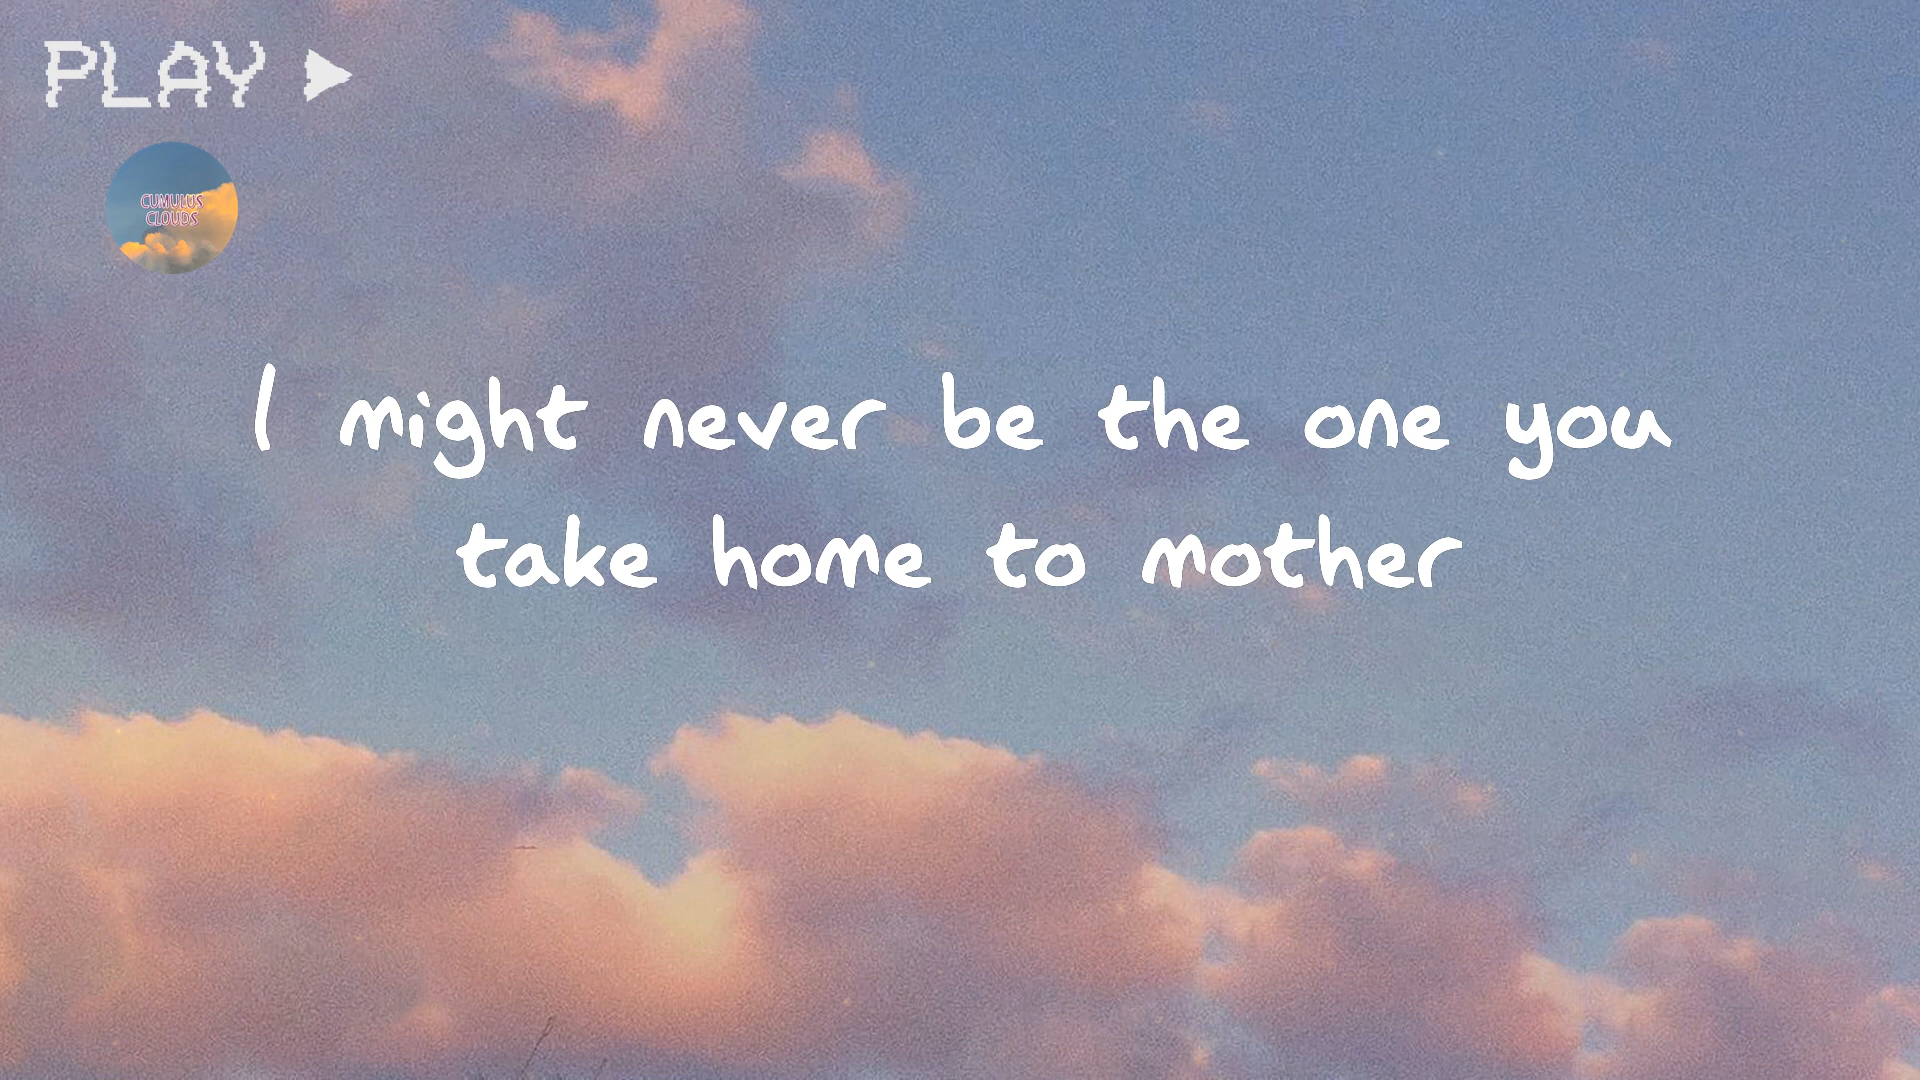 PLAY
CUMULUS
CLOUDS
I might never be the one you
take home to mother